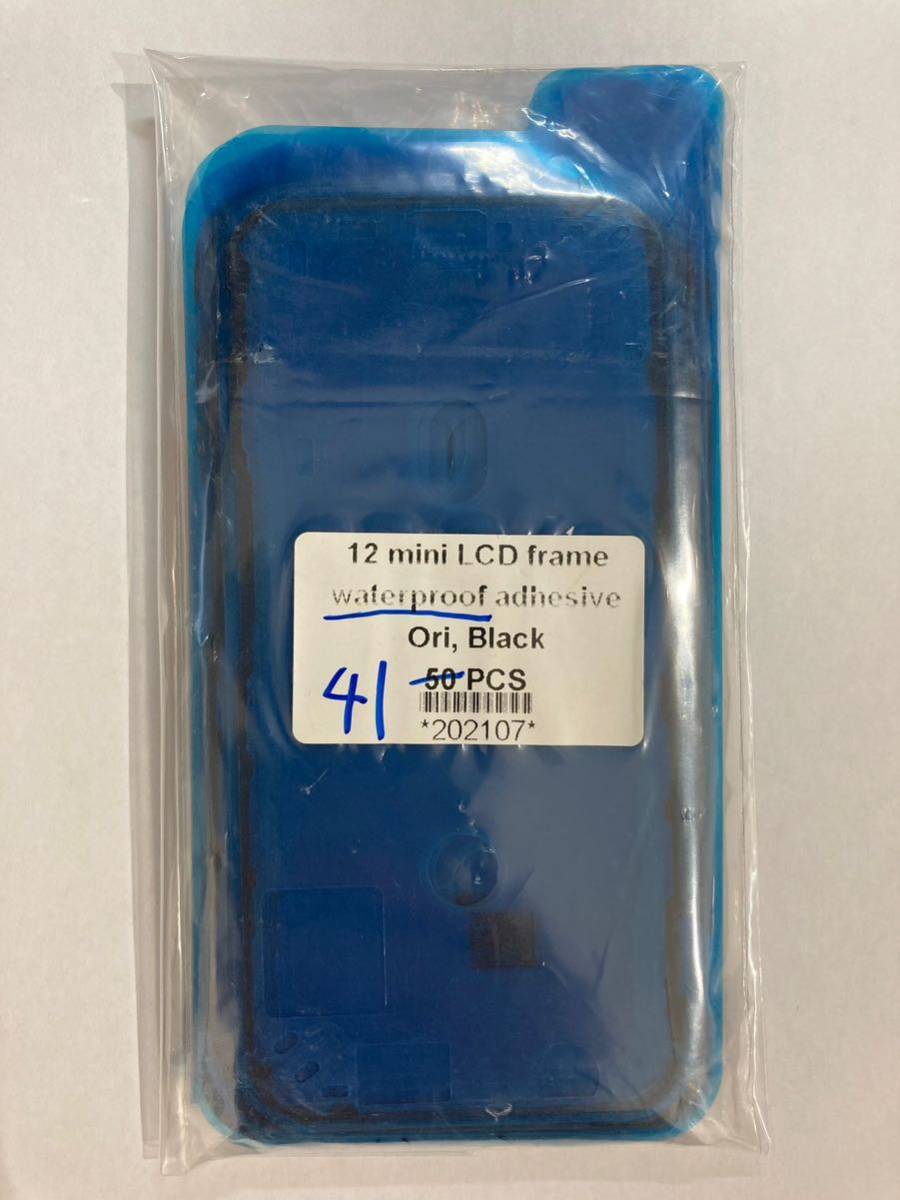 12 mini LCD frame
waterproof adhesive
Ori, Black
41 50 PCS
*202107*